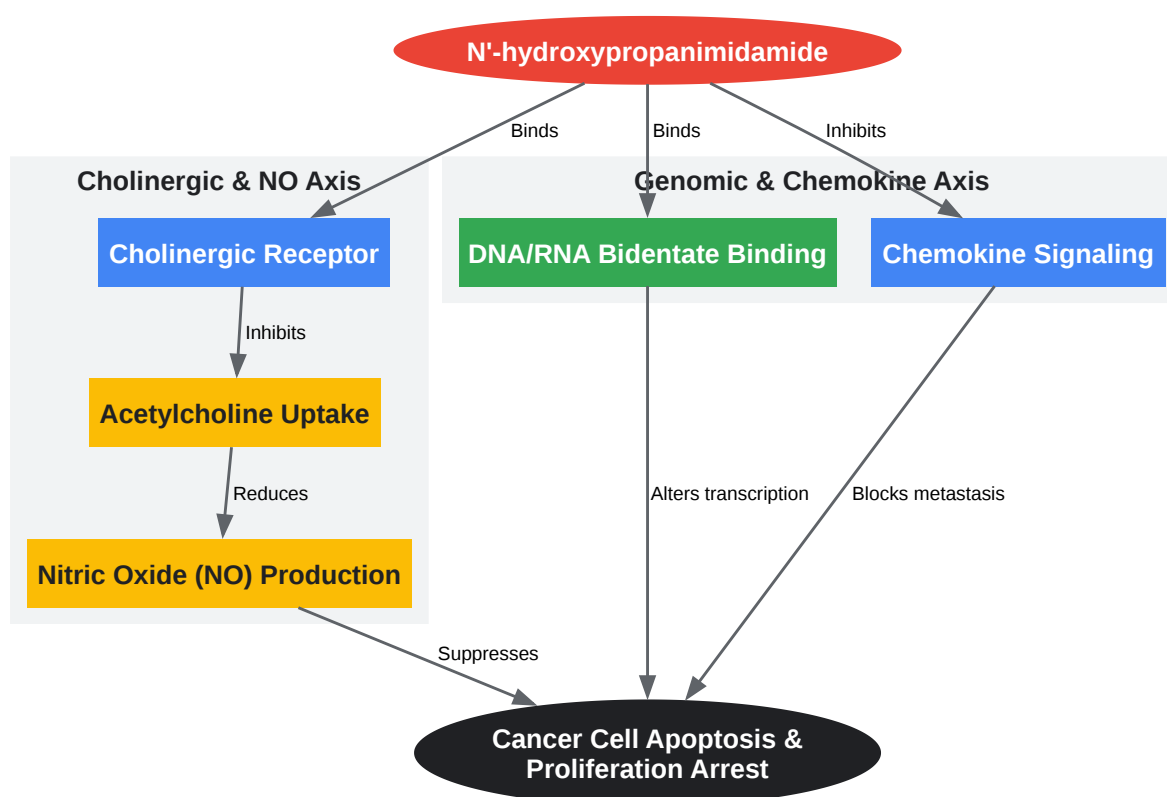 N'-hydroxypropanimidamide
Binds
Binds
Inhibits
Cholinergic & NO Axis
Genomic & Chemokine Axis
Cholinergic Receptor
DNA/RNA Bidentate Binding
Chemokine Signaling
Inhibits
Acetylcholine Uptake
Reduces
Alters transcription
Blocks metastasis
Nitric Oxide (NO) Production
Suppresses
Cancer Cell Apoptosis &
Proliferation Arrest